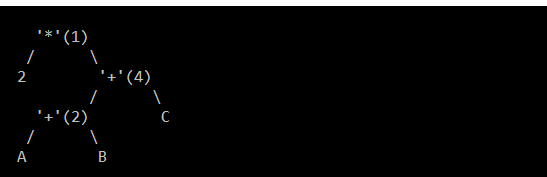 '*'(1)
/ \
2 '+'(4)
/ \
'+'(2) C
/ \
A B